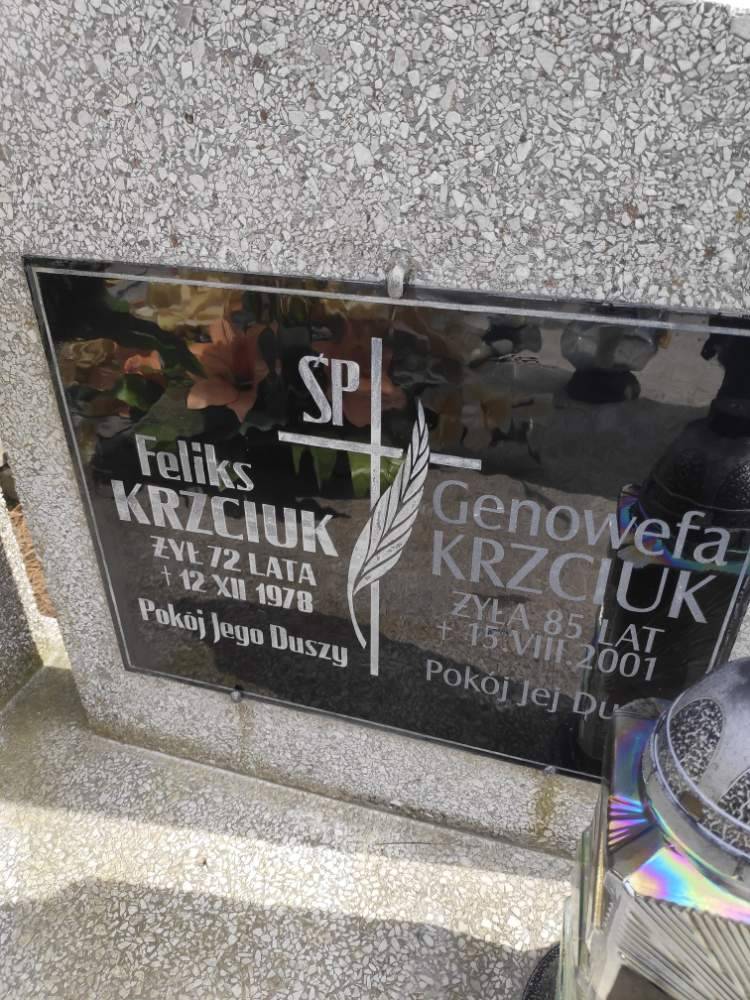 ŚP
Feliks
KRZCIUK
ŻYŁ 72 LATA
† 12 XII 1978
Pokój Jego Duszy
Genowefa
KRZCIUK
ŻYŁA 85 LAT
† 15.VIII.2001
Pokój Jej